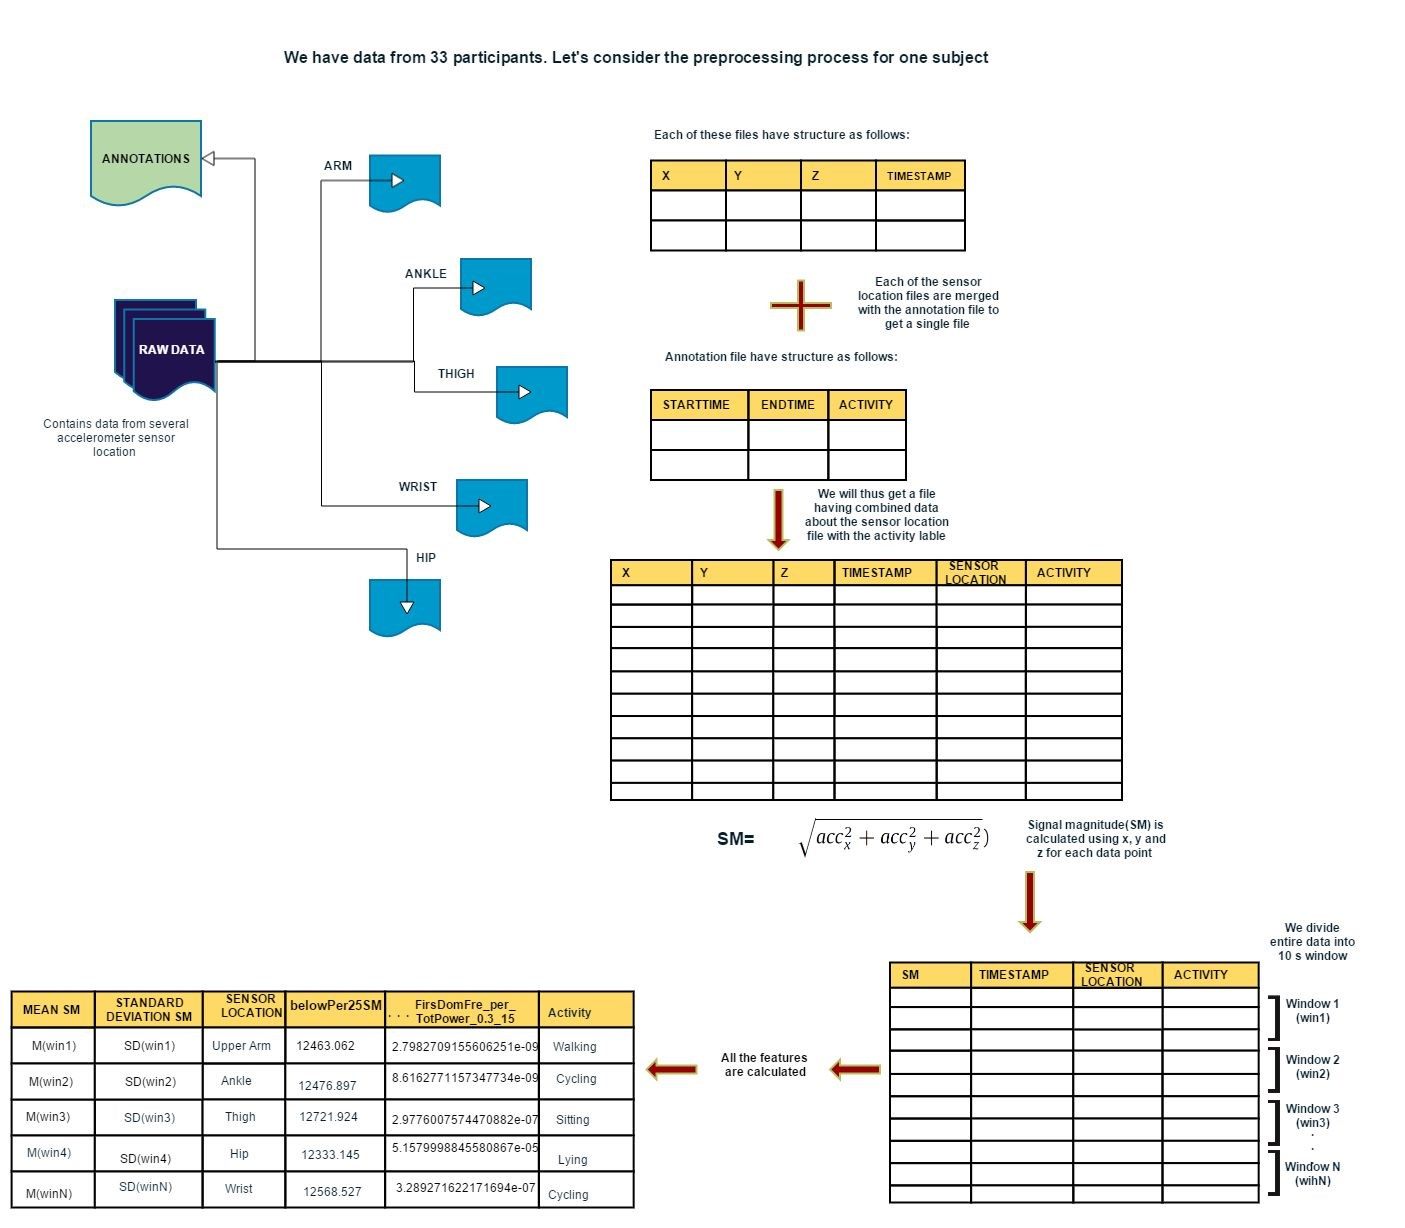 We have data from 33 participants. Let's consider the preprocessing process for one subject
ANNOTATIONS
ARM
ANKLE
RAW DATA
THIGH
Contains data from several
accelerometer sensor
location
WRIST
HIP
Each of these files have structure as follows:
X Y Z TIMESTAMP
Each of the sensor
location files are merged
with the annotation file to
get a single file
Annotation file have structure as follows:
STARTTIME ENDTIME ACTIVITY
We will thus get a file
having combined data
about the sensor location
file with the activity lable
X Y Z TIMESTAMP SENSOR LOCATION ACTIVITY
SM= √acc_x^2 + acc_y^2 + acc_z^2)
Signal magnitude(SM) is
calculated using x, y and
z for each data point
We divide
entire data into
10 s window
SM TIMESTAMP SENSOR LOCATION ACTIVITY
Window 1
(win1)
Window 2
(win2)
Window 3
(win3)
.
.
.
Window N
(wihN)
All the features
are calculated
MEAN SM STANDARD DEVIATION SM SENSOR LOCATION belowPer25SM . . . FirsDomFre_per_ TotPower_0.3_15 Activity
M(win1) SD(win1) Upper Arm 12463.062 2.7982709155606251e-09 Walking
M(win2) SD(win2) Ankle 12476.897 8.6162771157347734e-09 Cycling
M(win3) SD(win3) Thigh 12721.924 2.9776007574470882e-07 Sitting
M(win4) SD(win4) Hip 12333.145 5.1579998845580867e-05 Lying
M(winN) SD(winN) Wrist 12568.527 3.289271622171694e-07 Cycling